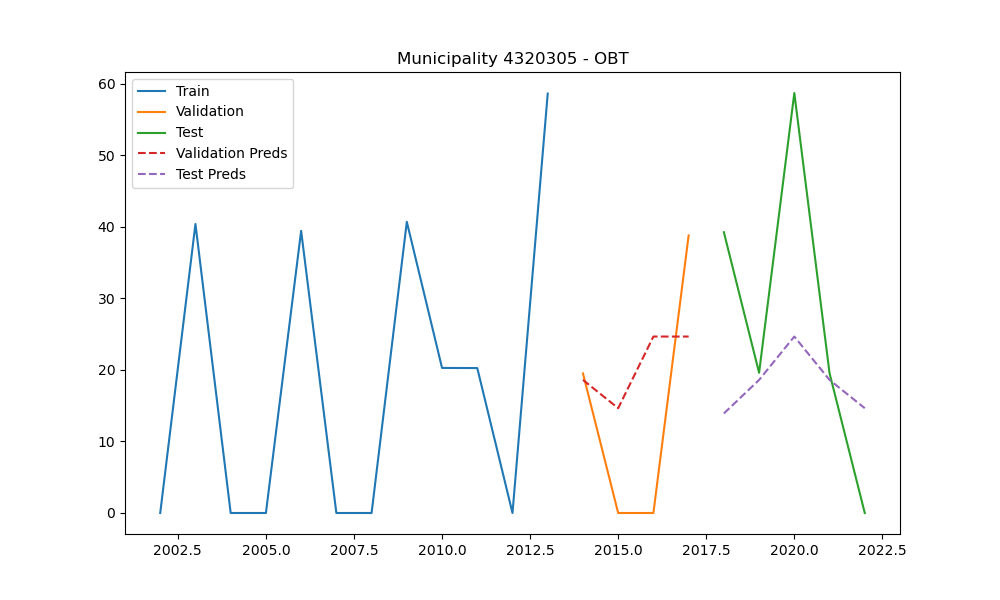 Municipality 4320305 - OBT
Train
Validation
Test
Validation Preds
Test Preds
60
50
40
30
20
10
0
2002.5 2005.0 2007.5 2010.0 2012.5 2015.0 2017.5 2020.0 2022.5